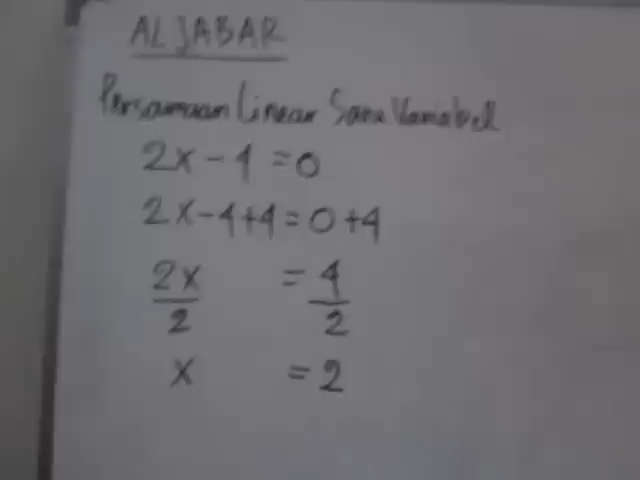 ALJABAR
Persamaan Linear Satu Variabel
2x - 4 = 0
2x - 4 + 4 = 0 + 4
2x/2 = 4/2
x = 2